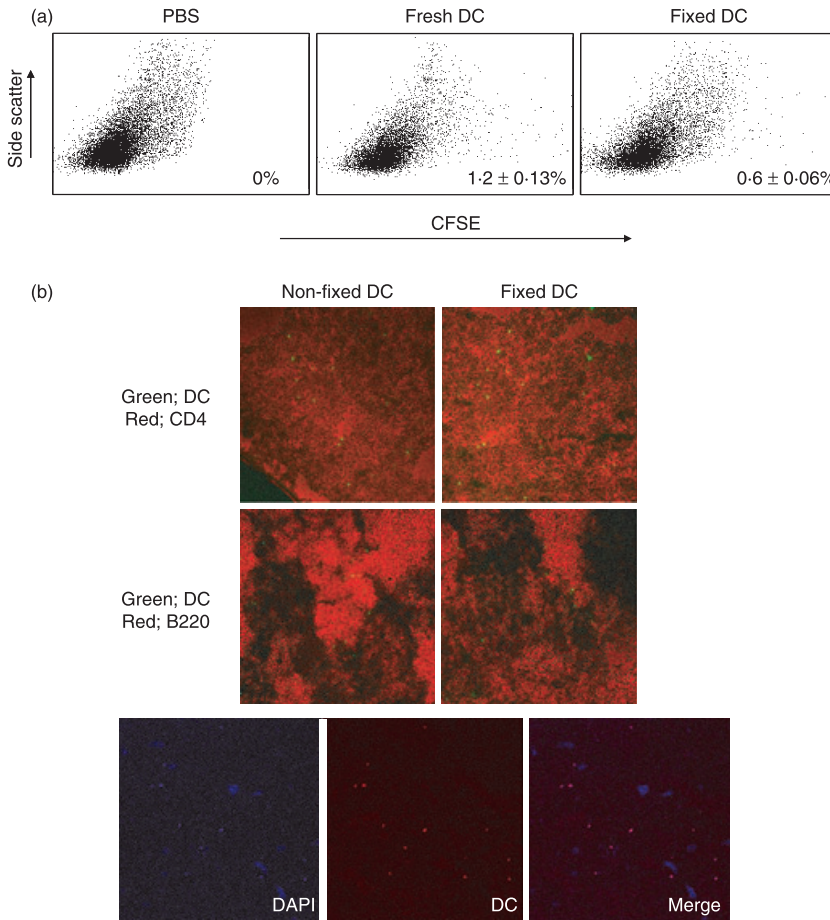 (a)
PBS
Fresh DC
Fixed DC
Side scatter
0%
1·2 ± 0·13%
0·6 ± 0·06%
CFSE
(b)
Non-fixed DC
Fixed DC
Green; DC
Red; CD4
Green; DC
Red; B220
DAPI
DC
Merge